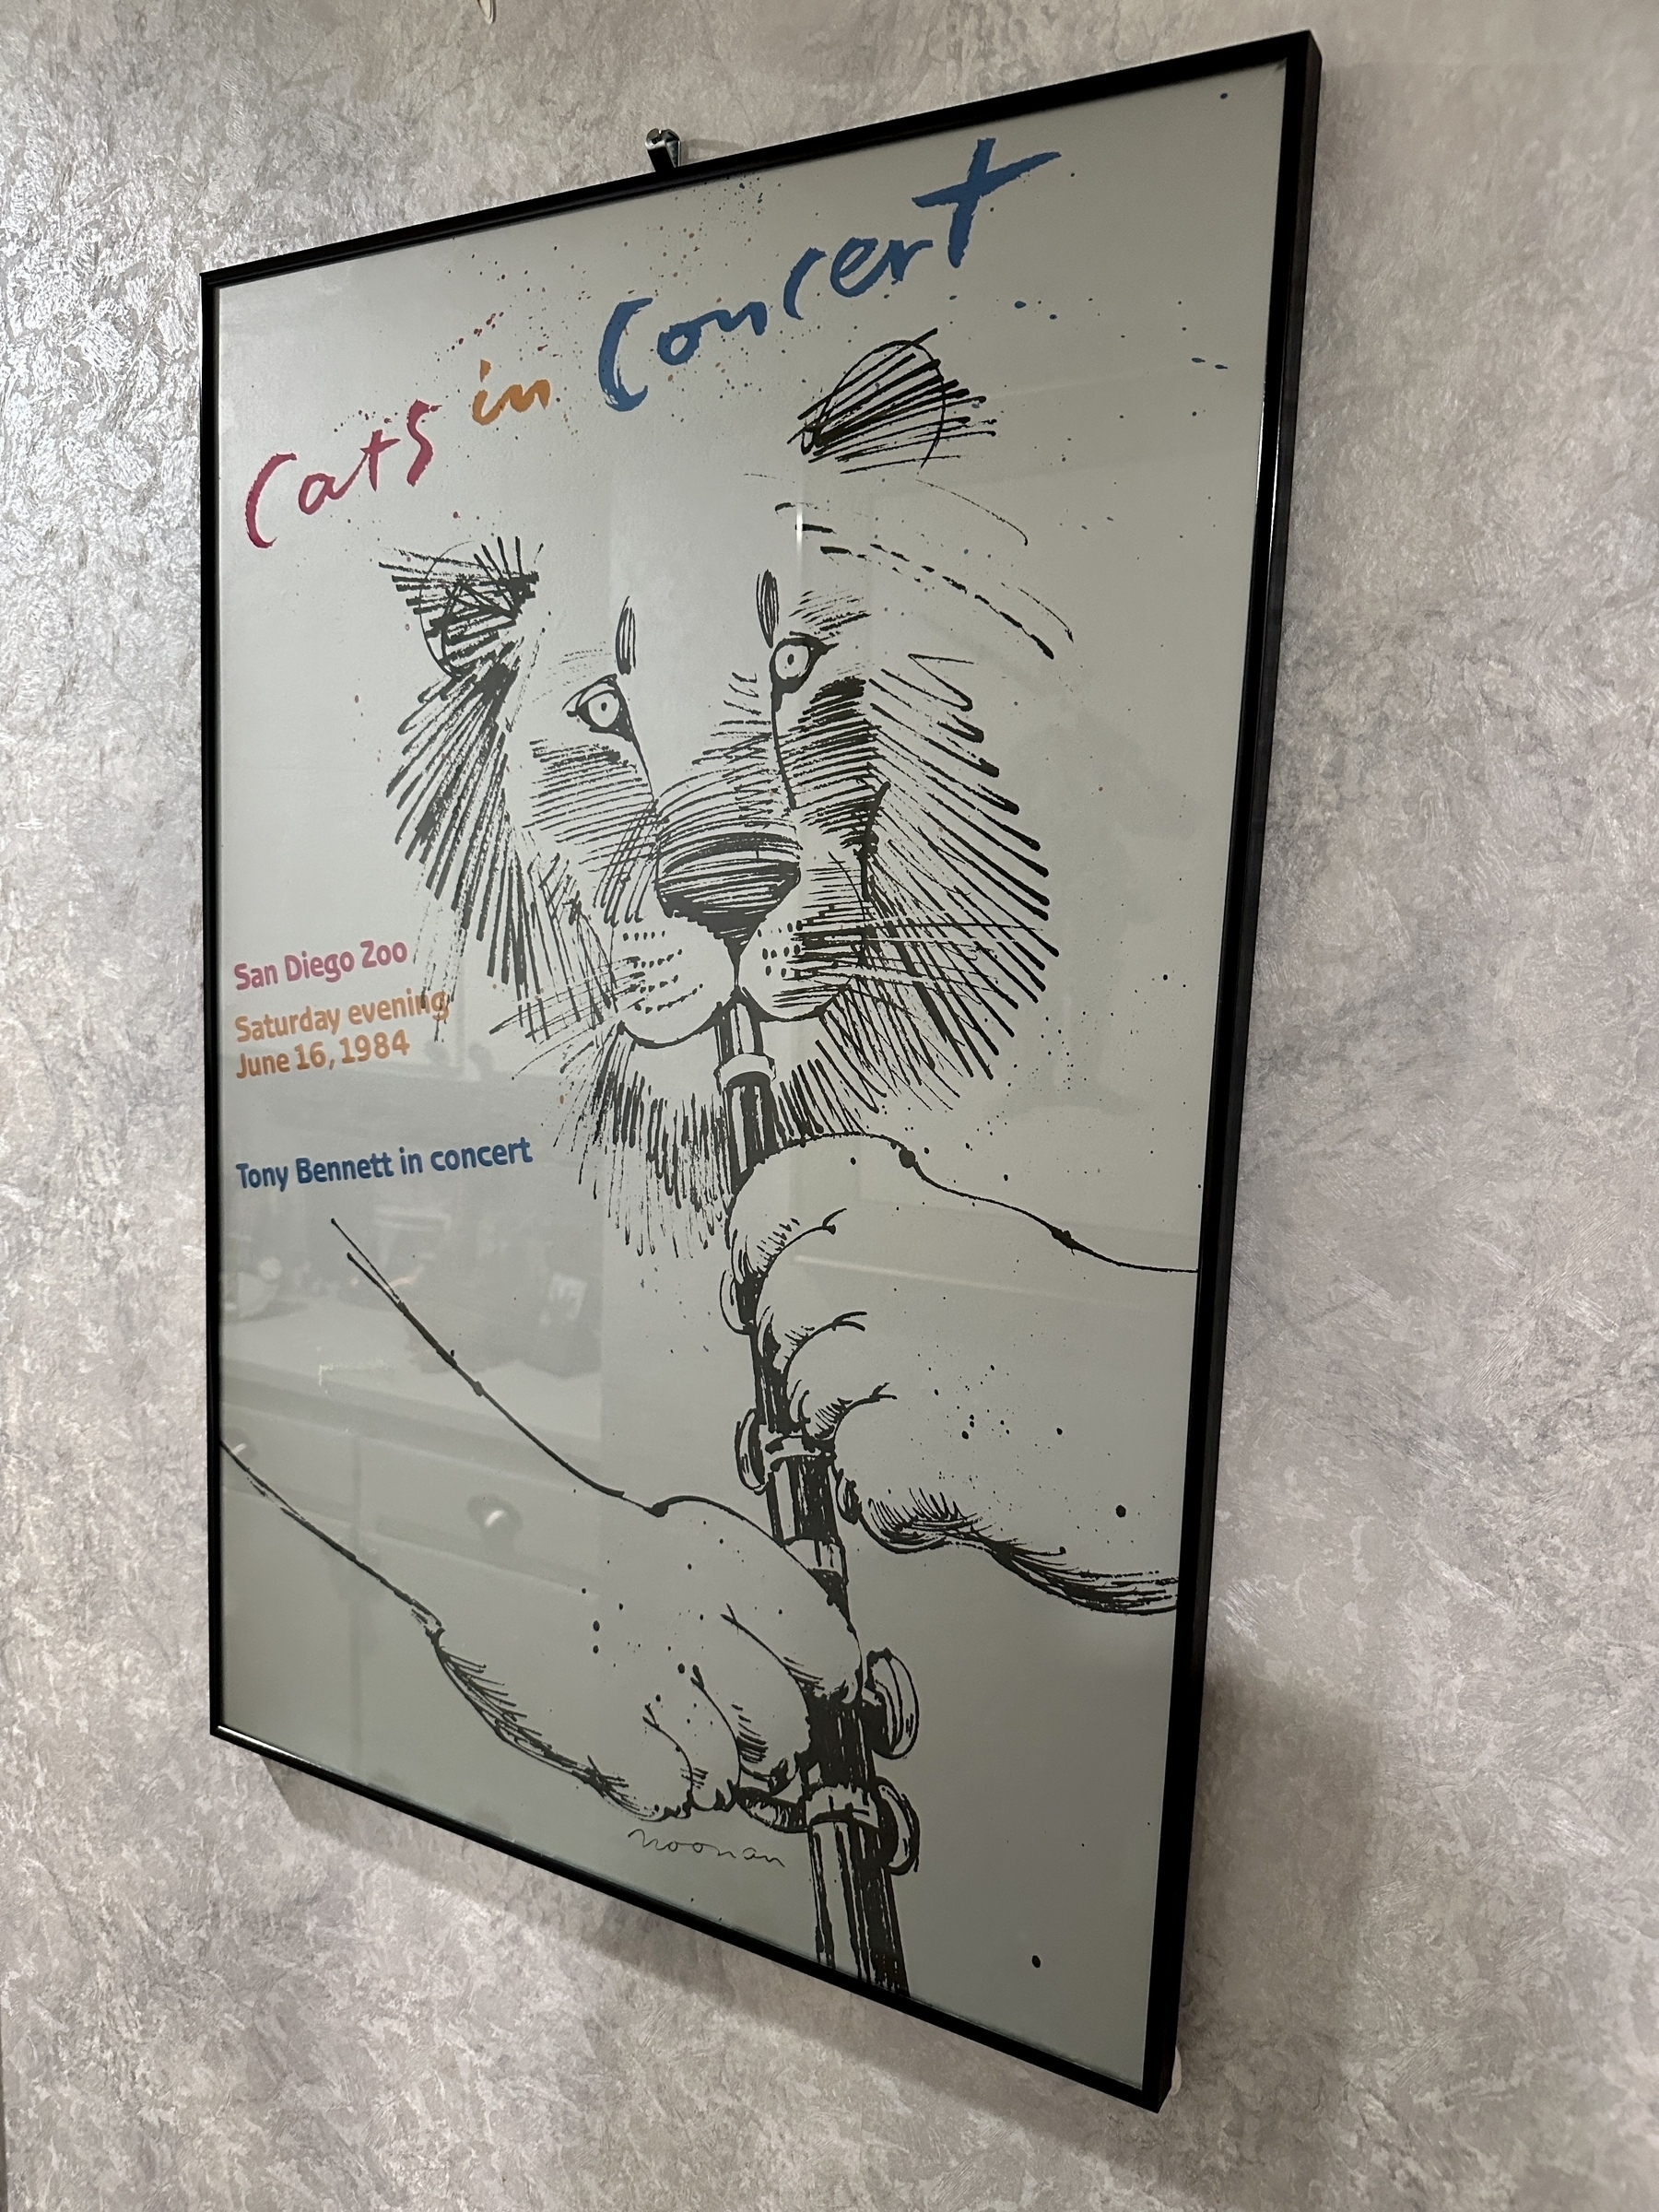 Cats in Concert
San Diego Zoo
Saturday evening
June 16, 1984
Tony Bennett in concert
Noonan